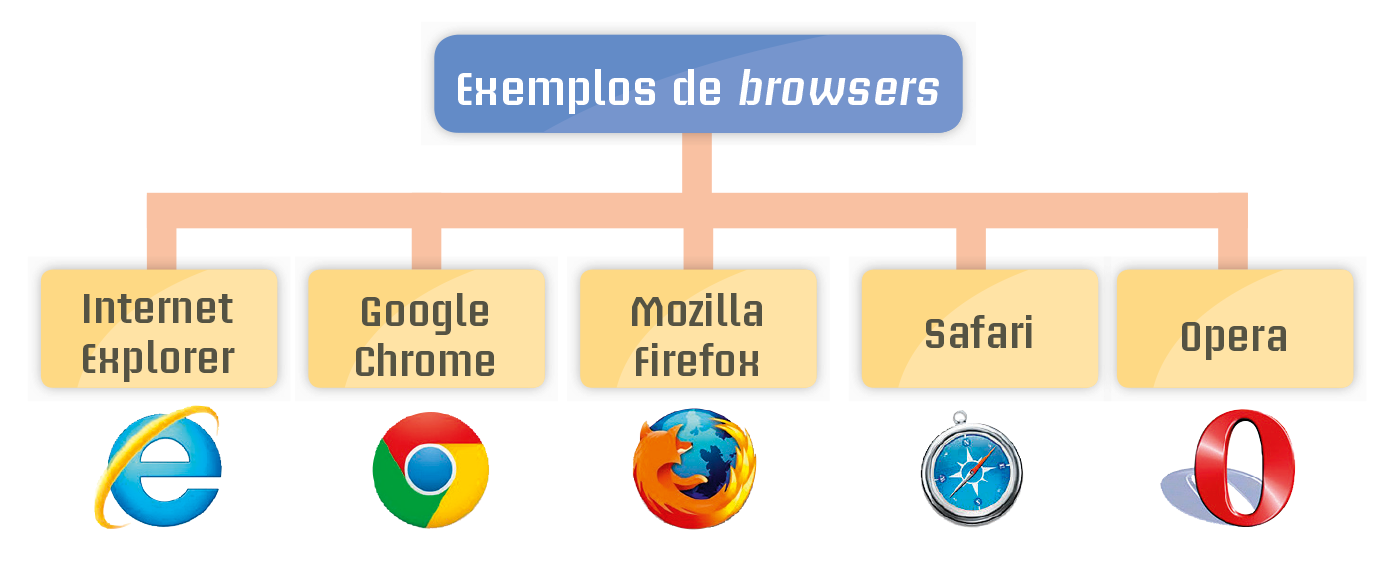 Exemplos de browsers
Internet
Explorer
Google
Chrome
Mozilla
Firefox
Safari
Opera